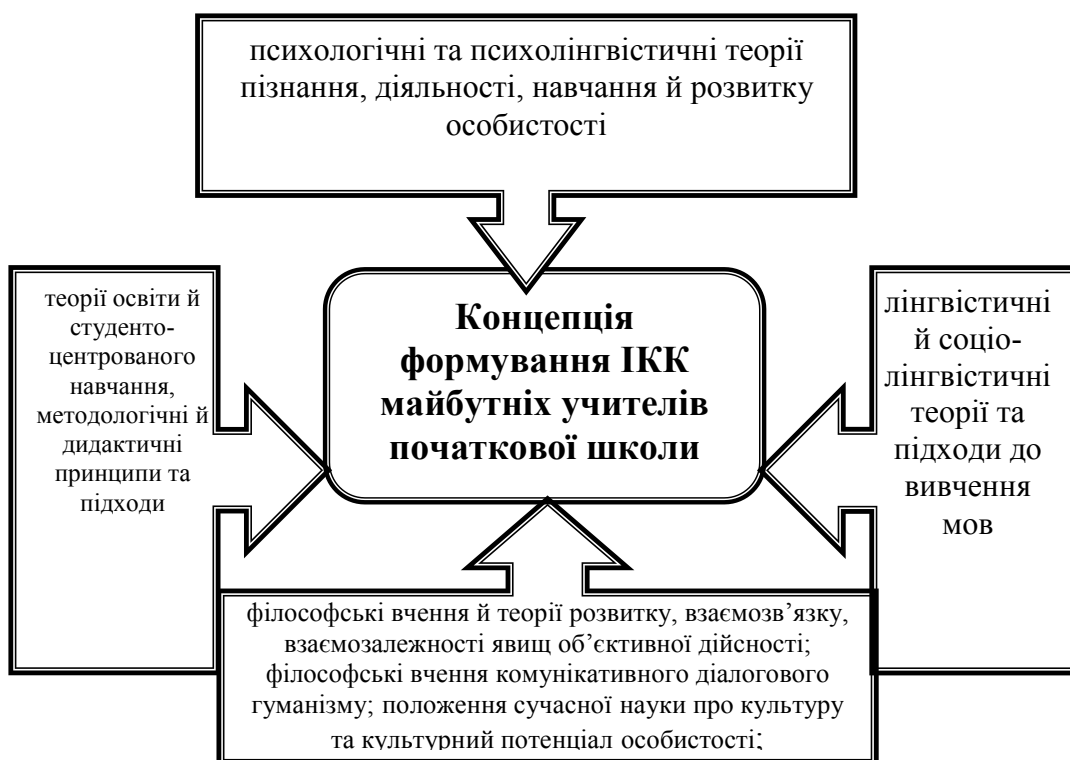 психологічні та психолінгвістичні теорії
пізнання, діяльності, навчання й розвитку
особистості
теорії освіти й
студенто-
центрованого
навчання,
методологічні й
дидактичні
принципи та
підходи
Концепція
формування ІКК
майбутніх учителів
початкової школи
лінгвістичні
й соціо-
лінгвістичні
теорії та
підходи до
вивчення
мов
філософські вчення й теорії розвитку, взаємозв’язку,
взаємозалежності явищ об’єктивної дійсності;
філософські вчення комунікативного діалогового
гуманізму; положення сучасної науки про культуру
та культурний потенціал особистості;